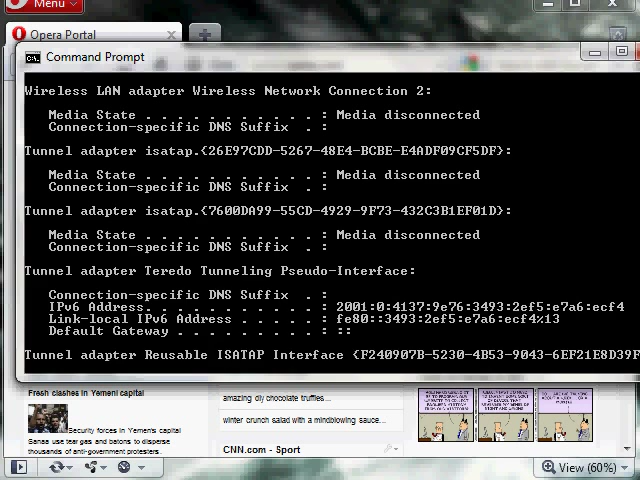 Menu
Opera Portal
Command Prompt
Wireless LAN adapter Wireless Network Connection 2:
Media State . . . . . . . . . . . : Media disconnected
Connection-specific DNS Suffix  . :
Tunnel adapter isatap.{26E97CDD-5267-48E4-BCBE-E4ADF09CF5DF}:
Media State . . . . . . . . . . . : Media disconnected
Connection-specific DNS Suffix  . :
Tunnel adapter isatap.{7600DA99-55CD-4929-9F73-432C3B1EF01D}:
Media State . . . . . . . . . . . : Media disconnected
Connection-specific DNS Suffix  . :
Tunnel adapter Teredo Tunneling Pseudo-Interface:
Connection-specific DNS Suffix  . :
IPv6 Address. . . . . . . . . . . : 2001:0:4137:9e76:3493:2ef5:e7a6:ecf4
Link-local IPv6 Address . . . . . : fe80::3493:2ef5:e7a6:ecf4%13
Default Gateway . . . . . . . . . : ::
Tunnel adapter Reusable ISATAP Interface {F240907B-5230-4B53-9043-6EF21E8D39F
Fresh clashes in Yemeni capital
Security forces in Yemen's capital
Sanaa use tear gas and batons to disperse
thousands of anti-government protesters.
amazing diy chocolate truffles...
winter crunch salad with a mindblowing sauce...
CNN.com - Sport
View (60%)